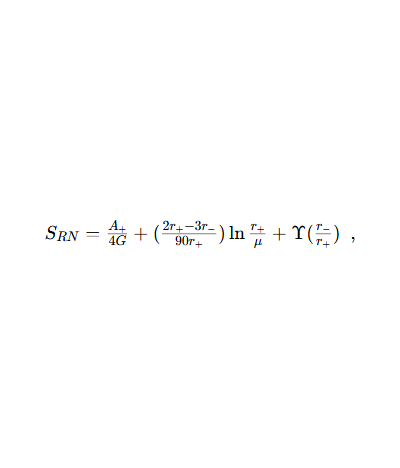 S_{RN} = \frac{A_+}{4G} + (\frac{2r_+-3r_-}{90r_+}) \ln \frac{r_+}{\mu} + \Upsilon(\frac{r_-}{r_+}) ,